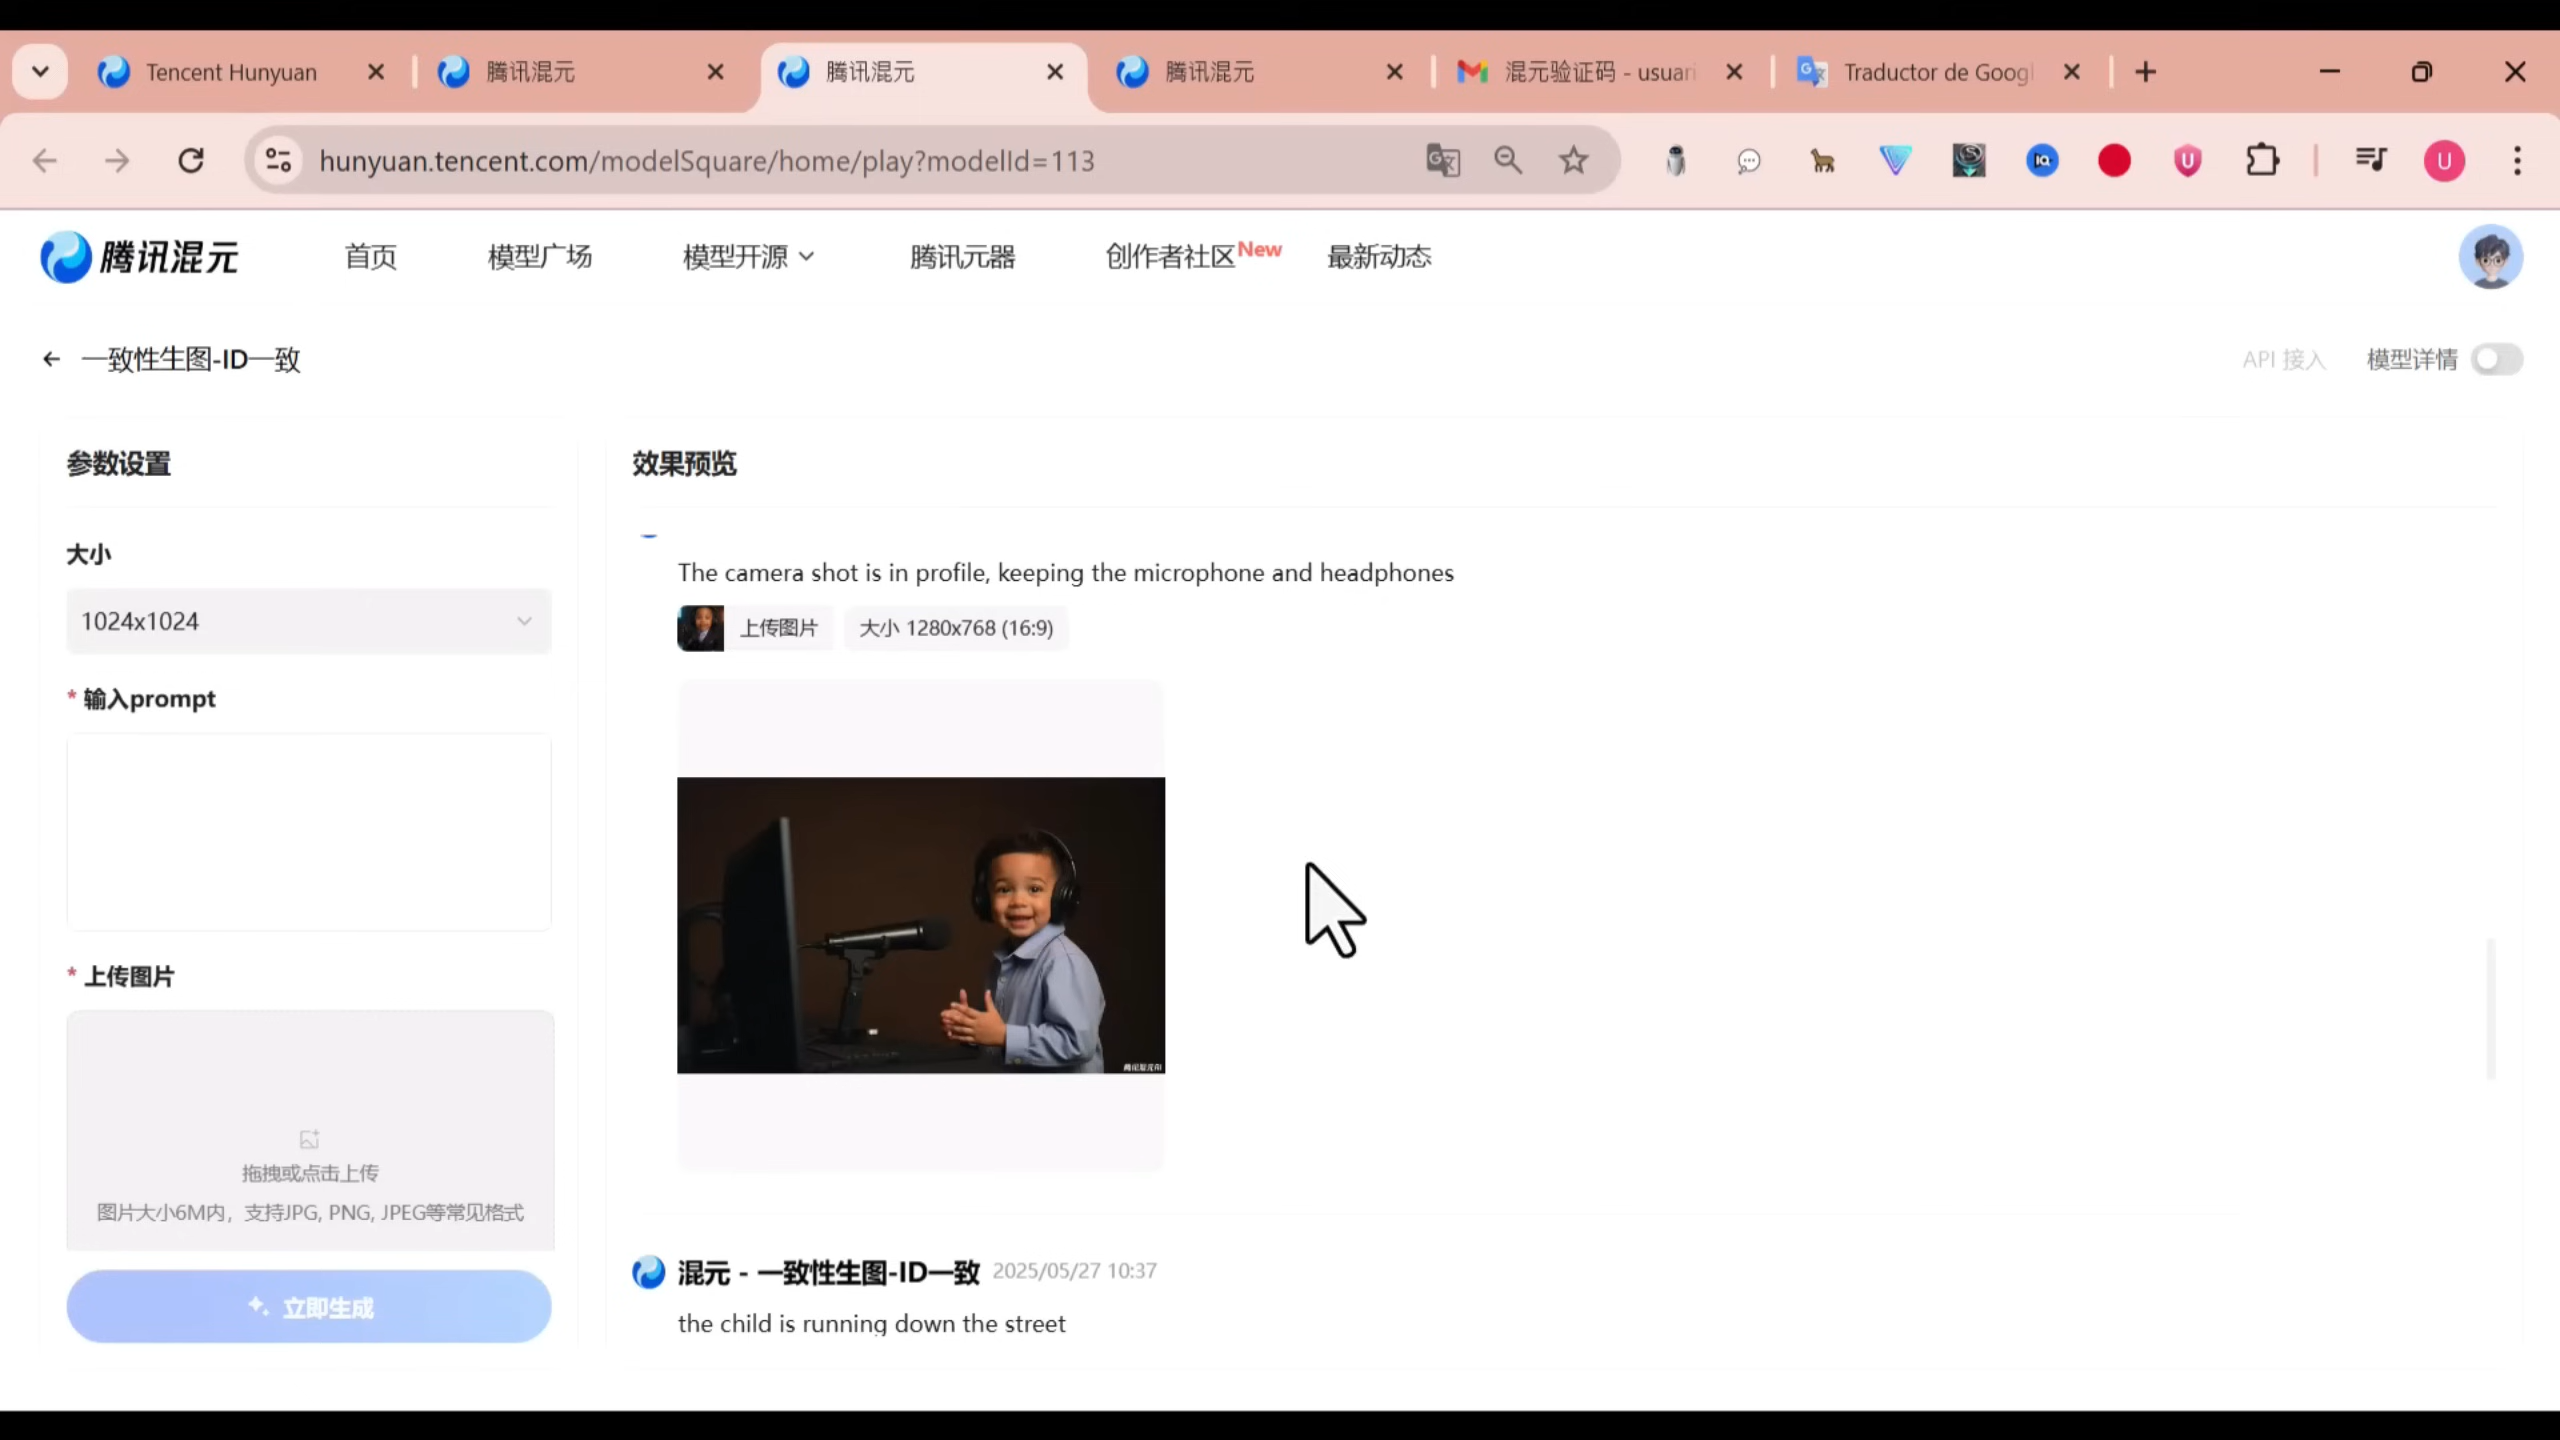 Tencent Hunyuan
腾讯混元
腾讯混元
腾讯混元
混元验证码 - usuari
Traductor de Googl
hunyuan.tencent.com/modelSquare/home/play?modelId=113
U
腾讯混元
首页
模型广场
模型开源
腾讯元器
创作者社区New
最新动态
一致性生图-ID一致
API 接入
模型详情
参数设置
大小
1024x1024
* 输入prompt
* 上传图片
拖拽或点击上传
图片大小6M内，支持JPG, PNG, JPEG等常见格式
立即生成
效果预览
The camera shot is in profile, keeping the microphone and headphones
上传图片
大小 1280x768 (16:9)
腾讯混元AI
混元 - 一致性生图-ID一致 2025/05/27 10:37
the child is running down the street